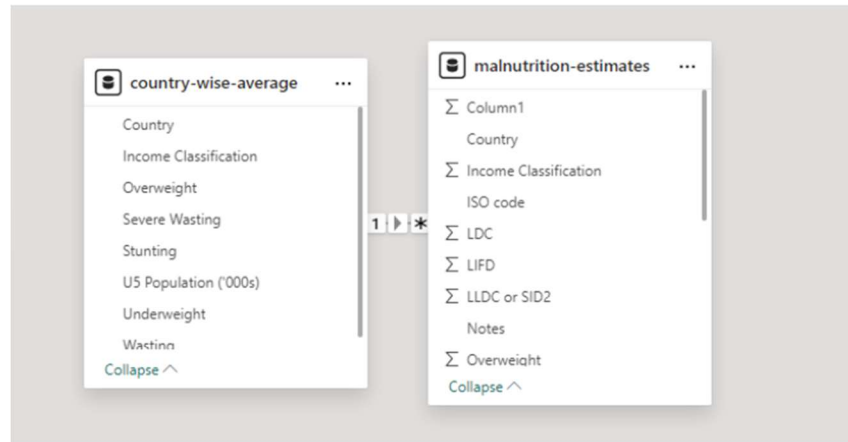 country-wise-average ...
Country
Income Classification
Overweight
Severe Wasting
Stunting
U5 Population ('000s)
Underweight
Wasting
Collapse
1 *
malnutrition-estimates ...
Σ Column1
Country
Σ Income Classification
ISO code
Σ LDC
Σ LIFD
Σ LLDC or SID2
Notes
Σ Overweight
Collapse